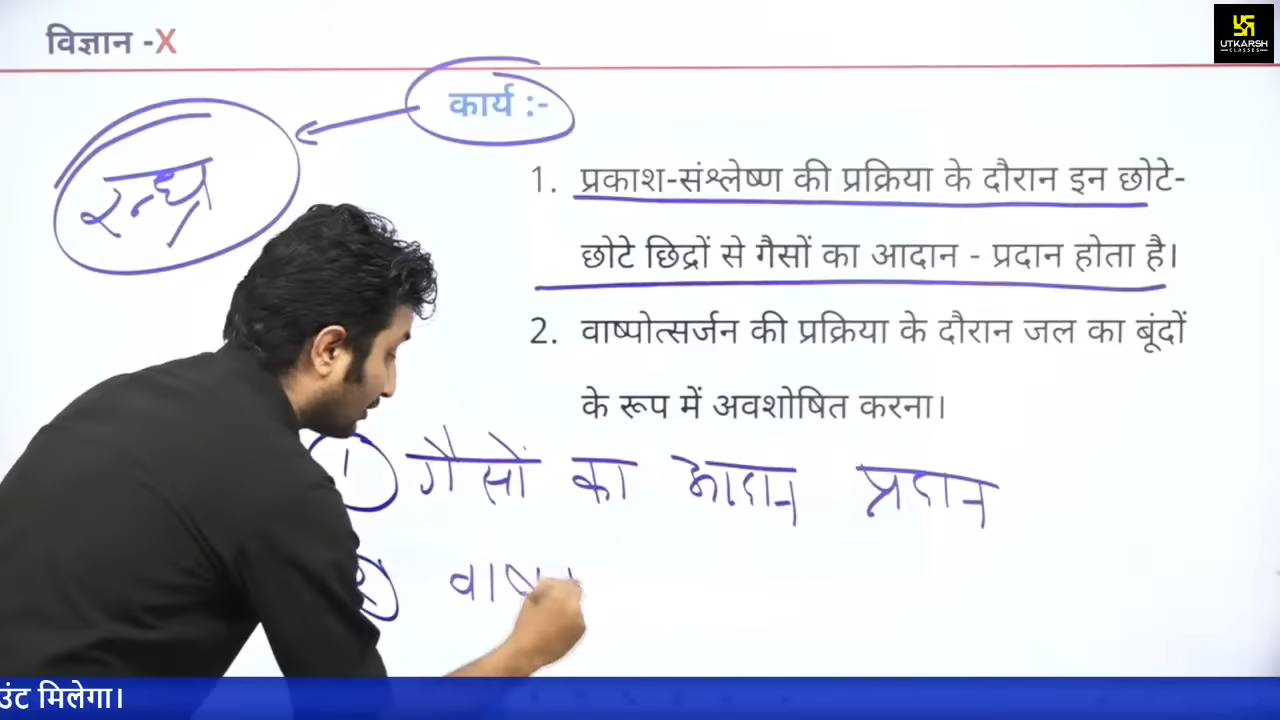 विज्ञान -X
UTKARSH
CLASSES
कार्य :-
रन्ध्र
1. प्रकाश-संश्लेष्ण की प्रक्रिया के दौरान इन छोटे-
छोटे छिद्रों से गैसों का आदान - प्रदान होता है।
2. वाष्पोत्सर्जन की प्रक्रिया के दौरान जल का बूंदों
के रूप में अवशोषित करना।
1 गैसों का आदान प्रदान
2
उंट मिलेगा।